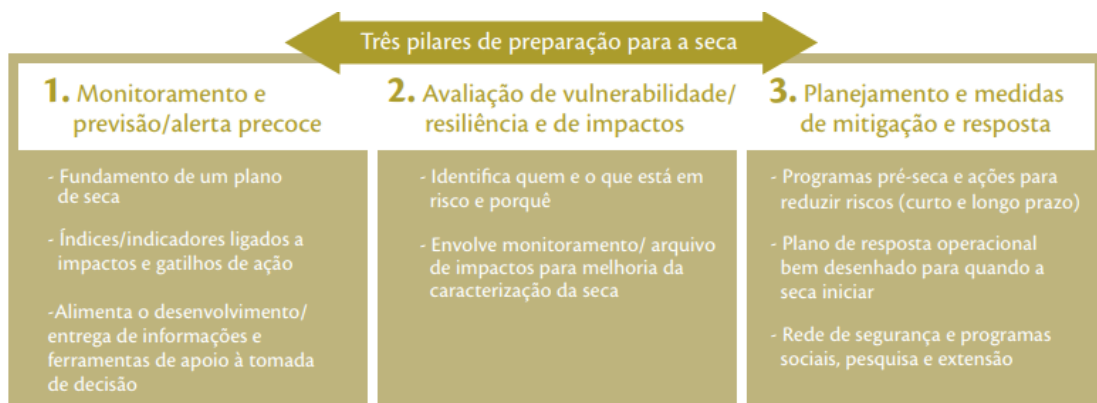 Três pilares de preparação para a seca
1. Monitoramento e
previsão/alerta precoce
- Fundamento de um plano
de seca
- Índices/indicadores ligados a
impactos e gatilhos de ação
-Alimenta o desenvolvimento/
entrega de informações e
ferramentas de apoio à tomada
de decisão
2. Avaliação de vulnerabilidade/
resiliência e de impactos
- Identifica quem e o que está em
risco e porquê
- Envolve monitoramento/ arquivo
de impactos para melhoria da
caracterização da seca
3. Planejamento e medidas
de mitigação e resposta
- Programas pré-seca e ações para
reduzir riscos (curto e longo prazo)
- Plano de resposta operacional
bem desenhado para quando a
seca iniciar
- Rede de segurança e programas
sociais, pesquisa e extensão